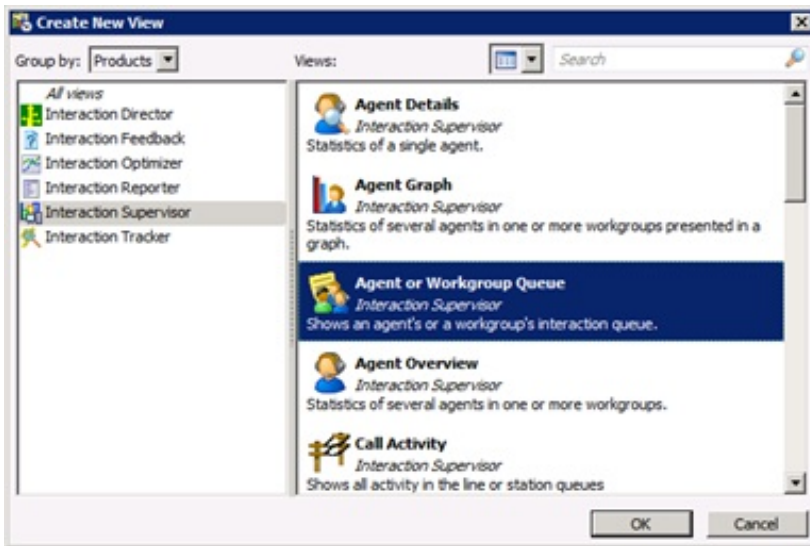 Create New View
Group by: Products
Views:
Search
All views
Interaction Director
Interaction Feedback
Interaction Optimizer
Interaction Reporter
Interaction Supervisor
Interaction Tracker
Agent Details
Interaction Supervisor
Statistics of a single agent.
Agent Graph
Interaction Supervisor
Statistics of several agents in one or more workgroups presented in a
graph.
Agent or Workgroup Queue
Interaction Supervisor
Shows an agent's or a workgroup's interaction queue.
Agent Overview
Interaction Supervisor
Statistics of several agents in one or more workgroups.
Call Activity
Interaction Supervisor
Shows all activity in the line or station queues
OK
Cancel